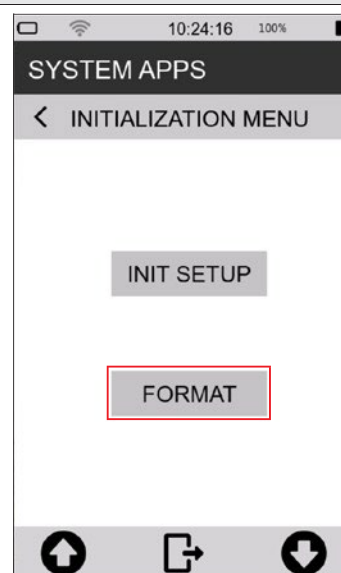 10:24:16 100%
SYSTEM APPS
INITIALIZATION MENU
INIT SETUP
FORMAT